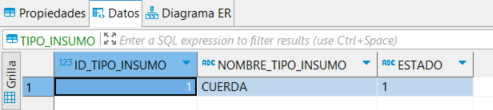 Propiedades Datos Diagrama ER
TIPO_INSUMO Enter a SQL expression to filter results (use Ctrl+Space)
Grilla
123 ID_TIPO_INSUMO ABC NOMBRE_TIPO_INSUMO ABC ESTADO
1 1 CUERDA 1